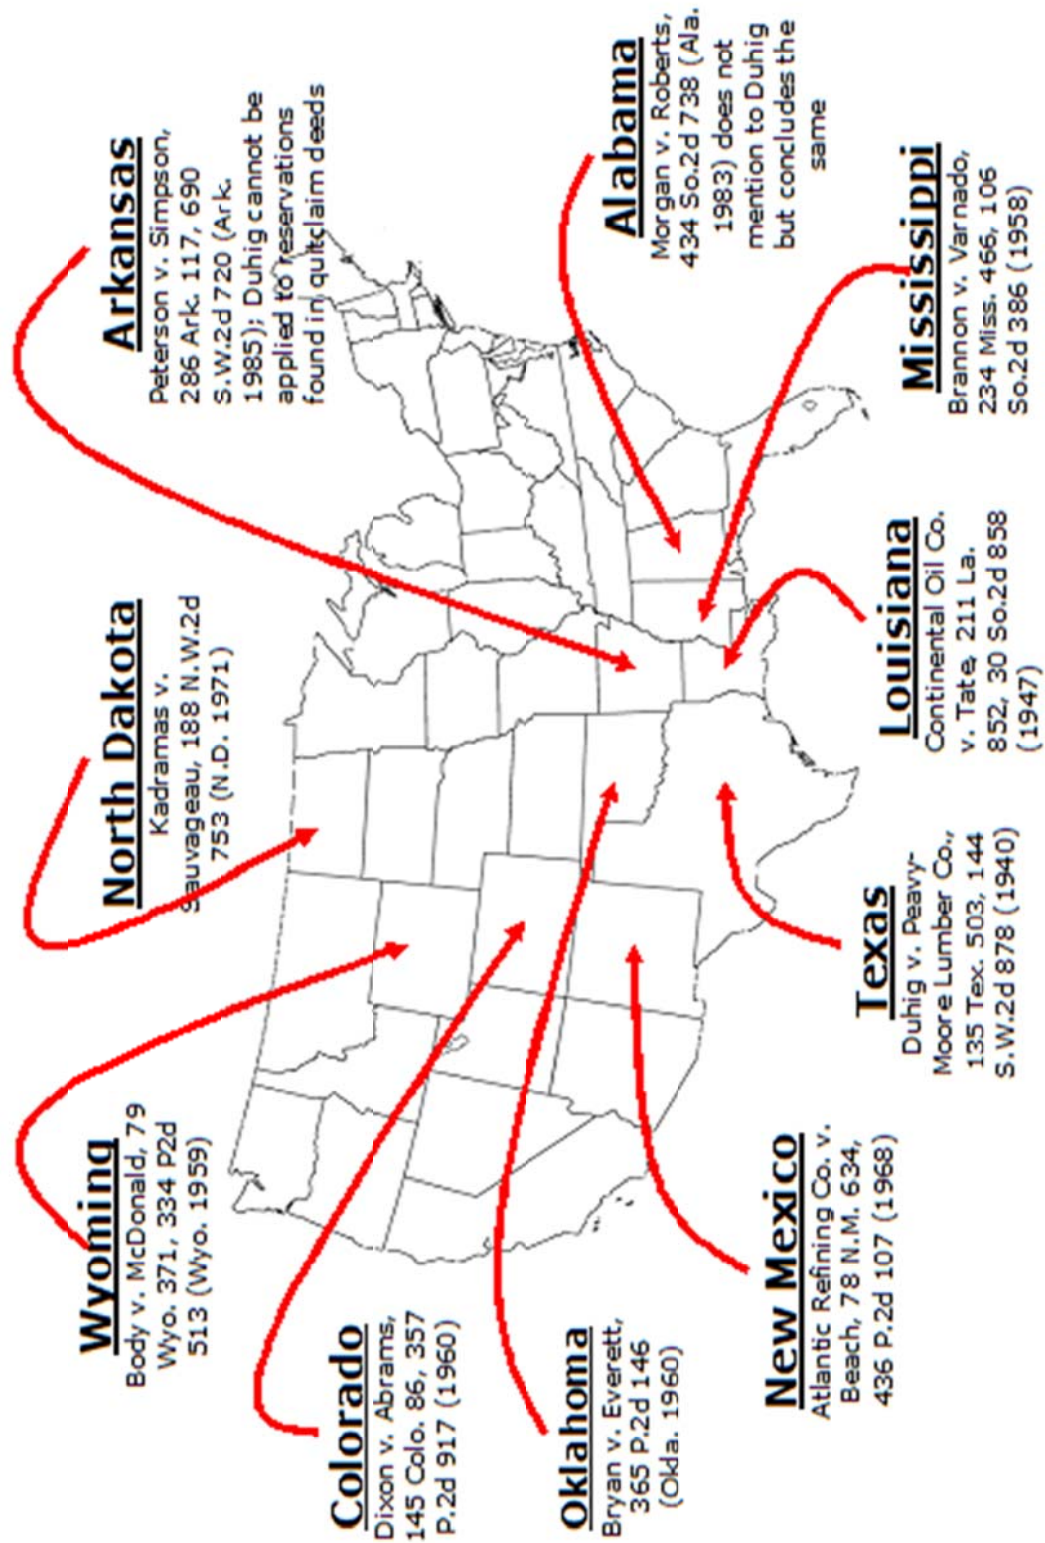 Wyoming
Body v. McDonald, 79
Wyo. 371, 334 P2d
513 (Wyo. 1959)
North Dakota
Kadramas v.
Sauvageau, 188 N.W.2d
753 (N.D. 1971)
Arkansas
Peterson v. Simpson,
286 Ark. 117, 690
S.W.2d 720 (Ark.
1985); Duhig cannot be
applied to reservations
found in quitclaim deeds
Colorado
Dixon v. Abrams,
145 Colo. 86, 357
P.2d 917 (1960)
Oklahoma
Bryan v. Everett,
365 P.2d 146
(Okla. 1960)
New Mexico
Atlantic Refining Co. v.
Beach, 78 N.M. 634,
436 P.2d 107 (1968)
Texas
Duhig v. Peavy-
Moore Lumber Co.,
135 Tex. 503, 144
S.W.2d 878 (1940)
Louisiana
Continental Oil Co.
v. Tate, 211 La.
852, 30 So.2d 858
(1947)
Mississippi
Brannon v. Varnado,
234 Miss. 466, 106
So.2d 386 (1958)
Alabama
Morgan v. Roberts,
434 So.2d 738 (Ala.
1983) does not
mention to Duhig
but concludes the
same